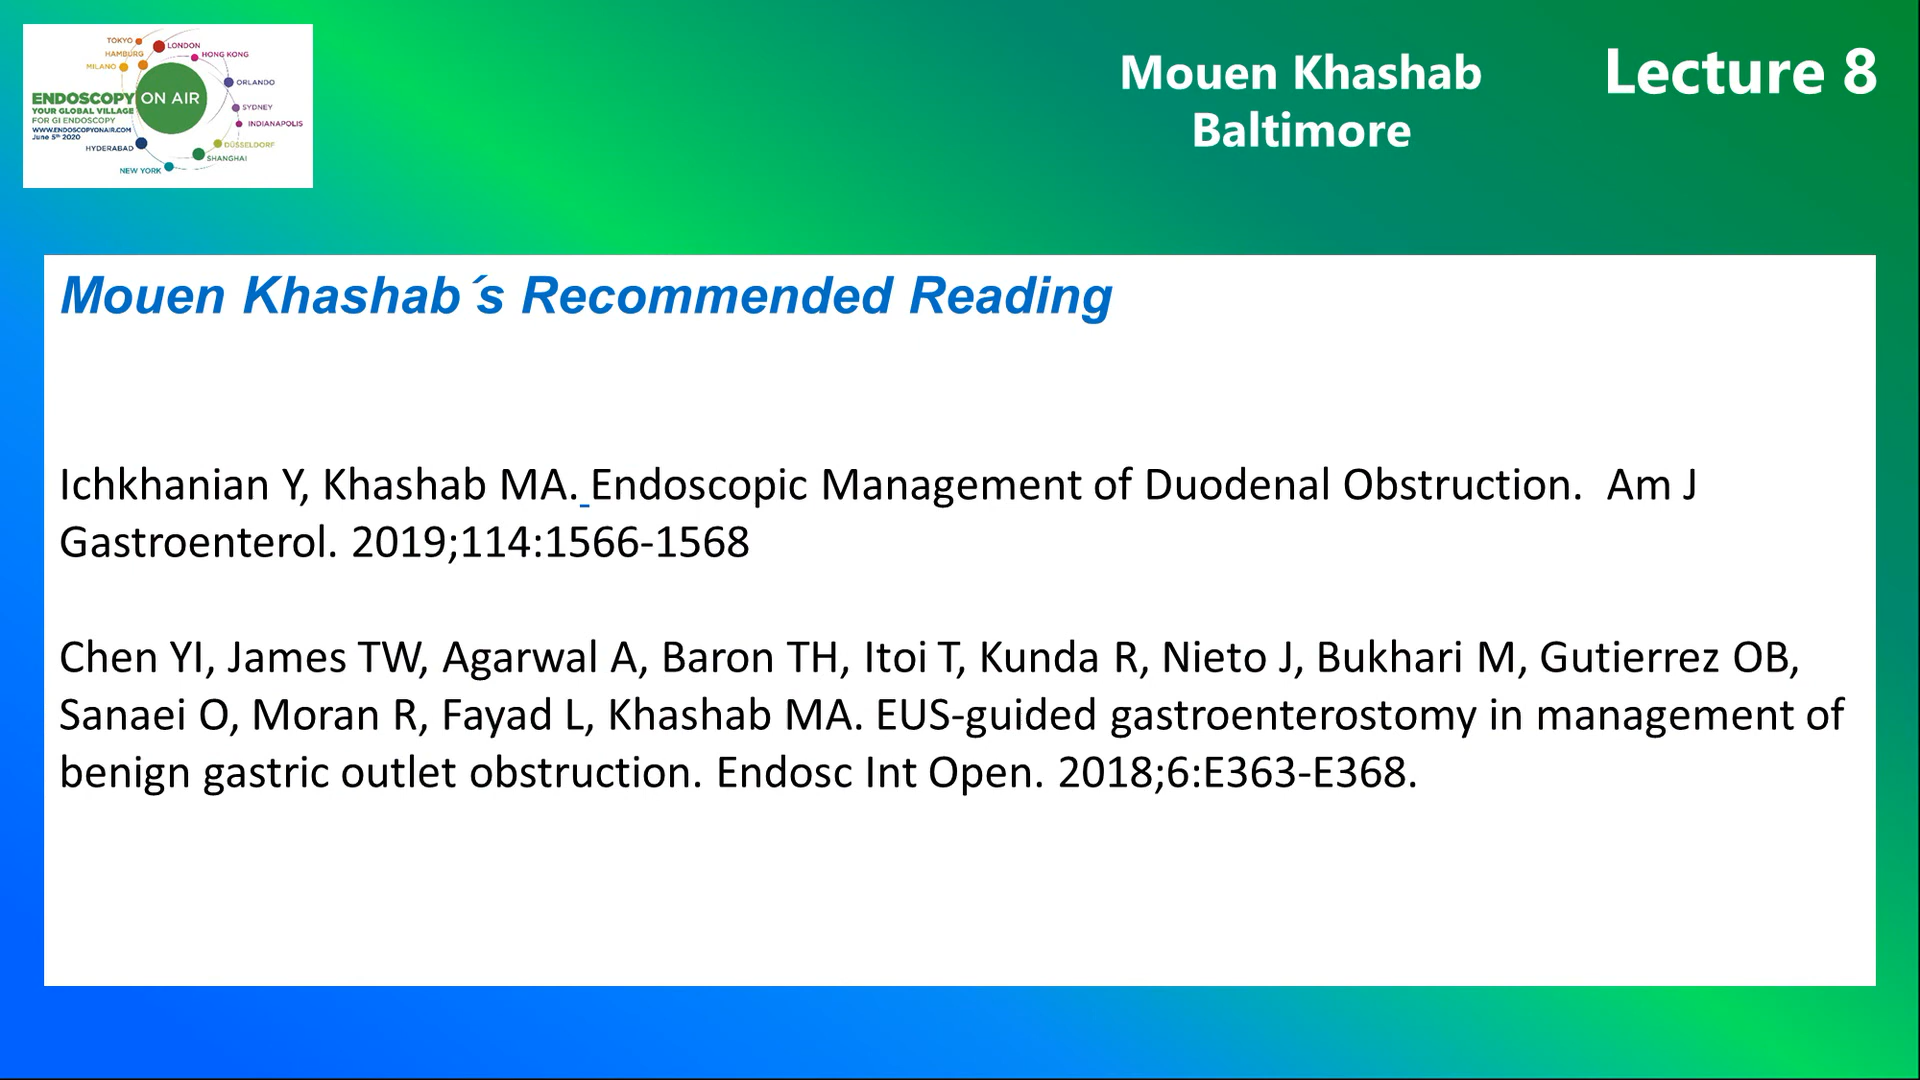 TOKYO
LONDON
HAMBURG
HONG KONG
MILANO
ORLANDO
ENDOSCOPY ON AIR
YOUR GLOBAL VILLAGE
SYDNEY
FOR GI ENDOSCOPY
INDIANAPOLIS
WWW.ENDOSCOPYONAIR.COM
June 5th 2020
HYDERABAD
DÜSSELDORF
SHANGHAI
NEW YORK
Mouen Khashab
Baltimore
Lecture 8
Mouen Khashab´s Recommended Reading
Ichkhanian Y, Khashab MA. Endoscopic Management of Duodenal Obstruction.  Am J
Gastroenterol. 2019;114:1566-1568
Chen YI, James TW, Agarwal A, Baron TH, Itoi T, Kunda R, Nieto J, Bukhari M, Gutierrez OB,
Sanaei O, Moran R, Fayad L, Khashab MA. EUS-guided gastroenterostomy in management of
benign gastric outlet obstruction. Endosc Int Open. 2018;6:E363-E368.